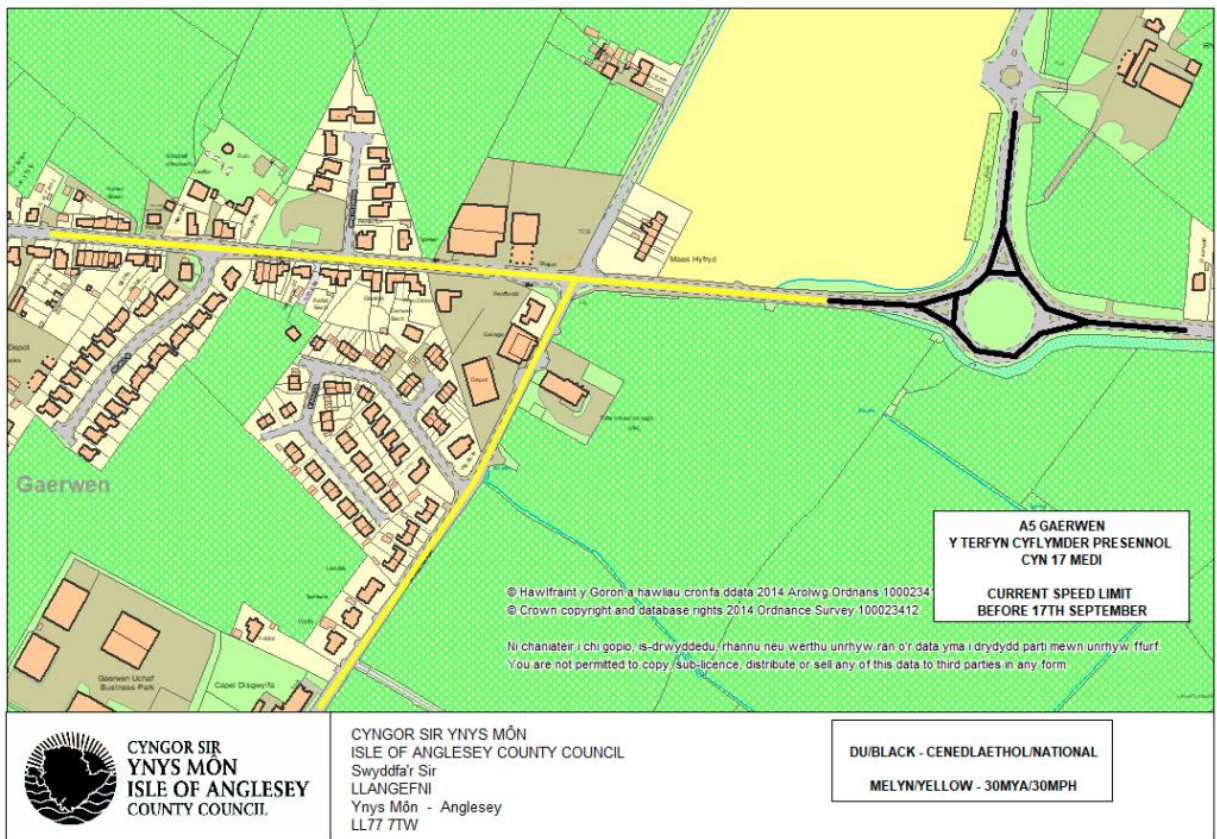 Maes Hyfryd
Depot
Garage
Depot
Gaerwen
Gaerwen Uchaf
Business Park
Capel Disgwylfa
A5 GAERWEN
Y TERFYN CYFLYMDER PRESENNOL
CYN 17 MEDI
CURRENT SPEED LIMIT
BEFORE 17TH SEPTEMBER
© Hawlfraint y Goron a hawliau cronfa ddata 2014 Arolwg Ordnans 10002341
© Crown copyright and database rights 2014 Ordnance Survey 100023412
Ni chaniateir i chi gopio, is-drwyddedu, rhannu neu werthu unrhyw ran o'r data yma i drydydd parti mewn unrhyw ffurf.
You are not permitted to copy, sub-licence, distribute or sell any of this data to third parties in any form
CYNGOR SIR
YNYS MÔN
ISLE OF ANGLESEY
COUNTY COUNCIL
CYNGOR SIR YNYS MÔN
ISLE OF ANGLESEY COUNTY COUNCIL
Swyddfa'r Sir
LLANGEFNI
Ynys Môn - Anglesey
LL77 7TW
DU/BLACK - CENEDLAETHOL/NATIONAL
MELYN/YELLOW - 30MYA/30MPH